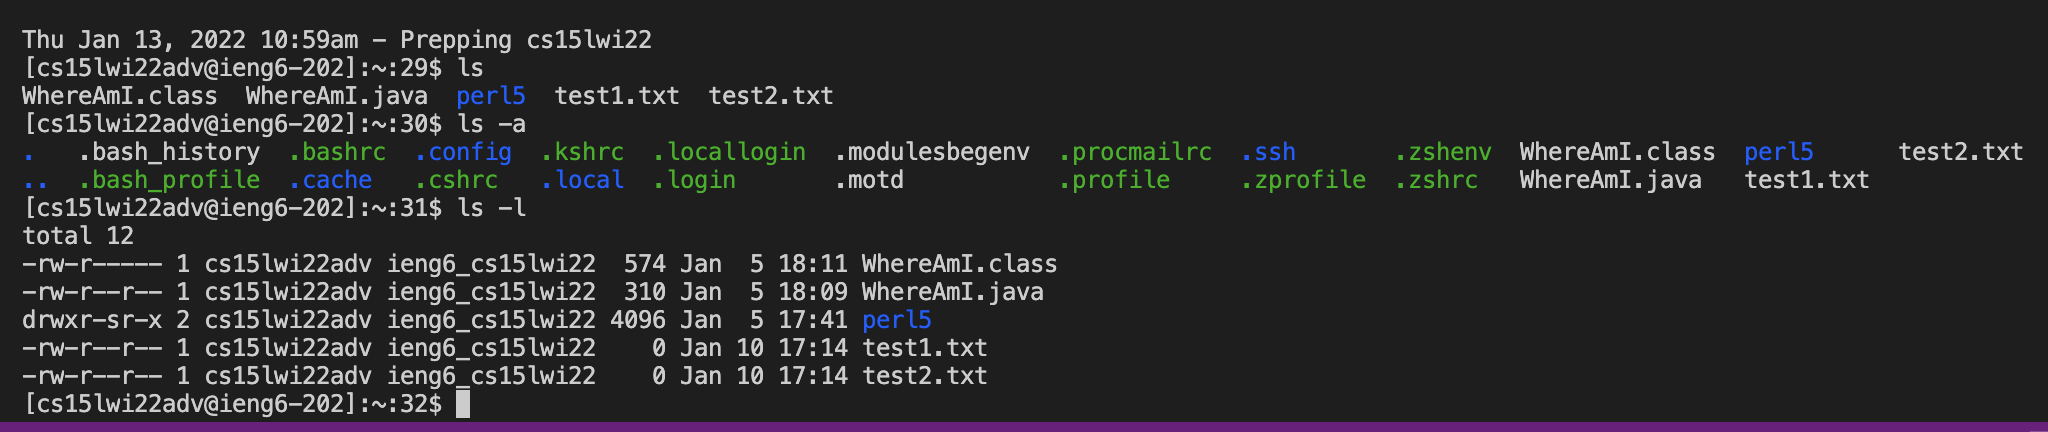 Thu Jan 13, 2022 10:59am - Prepping cs15lwi22
[cs15lwi22adv@ieng6-202]:~:29$ ls
WhereAmI.class  WhereAmI.java  perl5  test1.txt  test2.txt
[cs15lwi22adv@ieng6-202]:~:30$ ls -a
.   .bash_history  .bashrc  .config  .kshrc  .locallogin  .modulesbegenv  .procmailrc  .ssh       .zshenv  WhereAmI.class  perl5      test2.txt
..  .bash_profile  .cache   .cshrc   .local  .login       .motd           .profile     .zprofile  .zshrc   WhereAmI.java   test1.txt
[cs15lwi22adv@ieng6-202]:~:31$ ls -l
total 12
-rw-r----- 1 cs15lwi22adv ieng6_cs15lwi22  574 Jan  5 18:11 WhereAmI.class
-rw-r--r-- 1 cs15lwi22adv ieng6_cs15lwi22  310 Jan  5 18:09 WhereAmI.java
drwxr-sr-x 2 cs15lwi22adv ieng6_cs15lwi22 4096 Jan  5 17:41 perl5
-rw-r--r-- 1 cs15lwi22adv ieng6_cs15lwi22    0 Jan 10 17:14 test1.txt
-rw-r--r-- 1 cs15lwi22adv ieng6_cs15lwi22    0 Jan 10 17:14 test2.txt
[cs15lwi22adv@ieng6-202]:~:32$